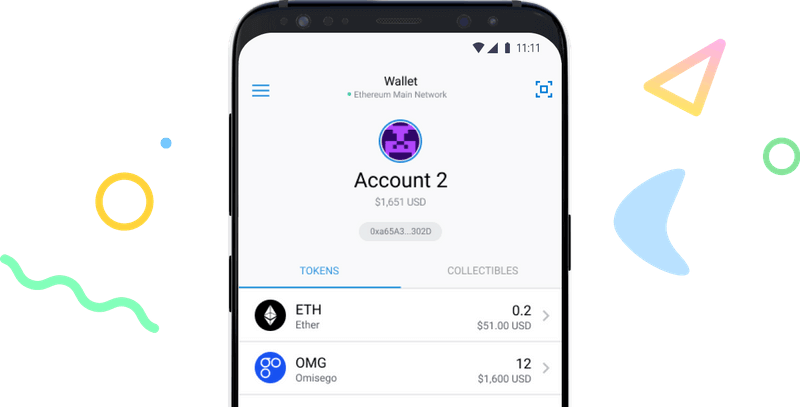 11:11
Wallet
Ethereum Main Network
Account 2
$1,651 USD
0xa65A3...302D
TOKENS COLLECTIBLES
ETH 0.2
Ether $51.00 USD
go
OMG 12
Omisego $1,600 USD